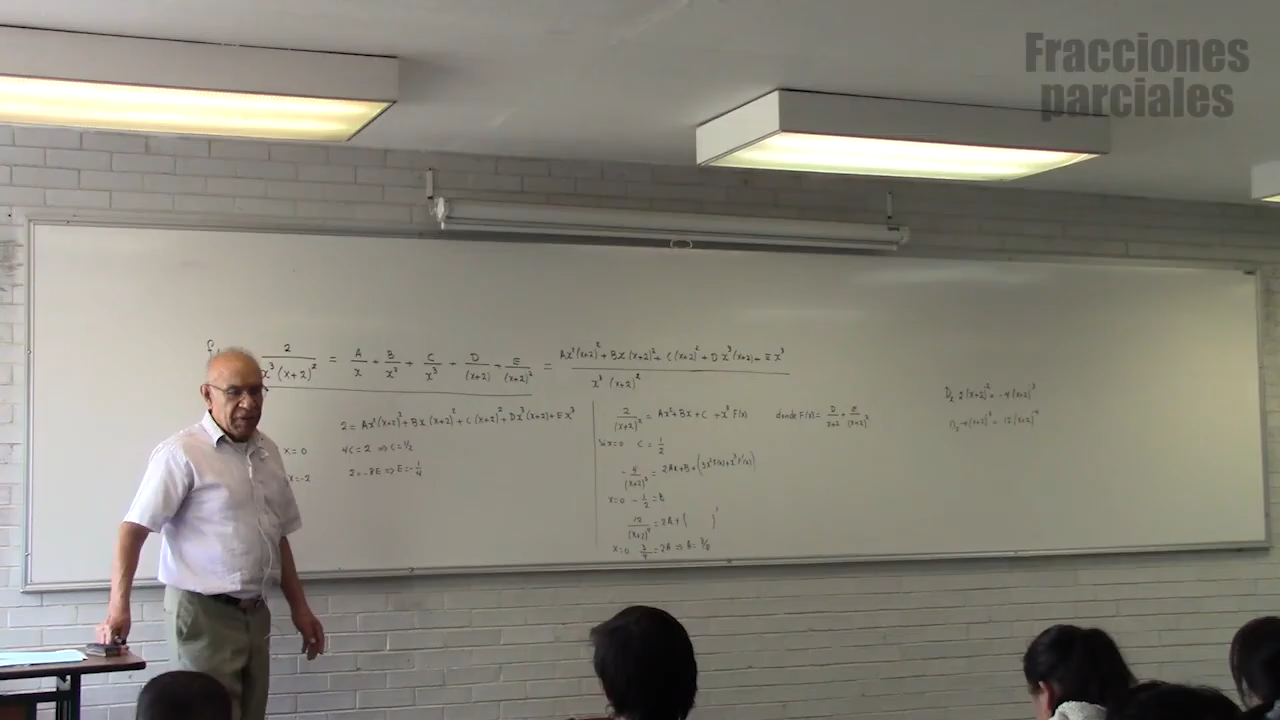 Fracciones
parciales
2/(x³(x+2)²) = A/x + B/x² + C/x³ + D/(x+2) + E/(x+2)² = (Ax²(x+2)² + Bx(x+2)² + C(x+2)² + Dx³(x+2) + Ex³)/(x³(x+2)²)
2 = Ax²(x+2)² + Bx(x+2)² + C(x+2)² + Dx³(x+2) + Ex³
x=0 4C=2 ⇒ C=1/2
x=-2 2=-8E ⇒ E=-1/4
2/(x+2)² = Ax²+Bx+C +x³F(x) donde F(x)= D/(x+2) + E/(x+2)²
Six=0 C=1/2
-4/(x+2)³ = 2Ax+B+(3x²F(x)+x³F'(x))
x=0 -1/2=B
12/(x+2)⁴ = 2A+( )'
x=0 3/4=2A ⇒ A=3/8
Dₓ 2(x+2)⁻² = -4(x+2)⁻³
Dₓ -4(x+2)⁻³ = 12(x+2)⁻⁴